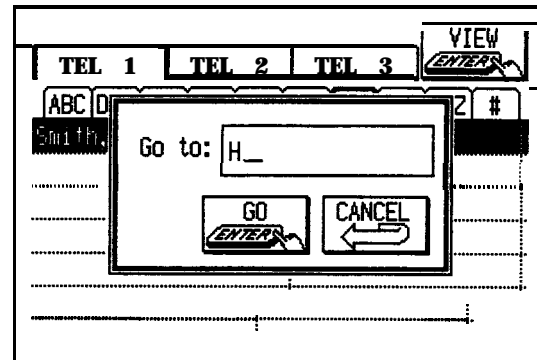 VIEW
ENTER
TEL 1 TEL 2 TEL 3
ABC D Z #
Smith,
Go to: H_
GO CANCEL
ENTER